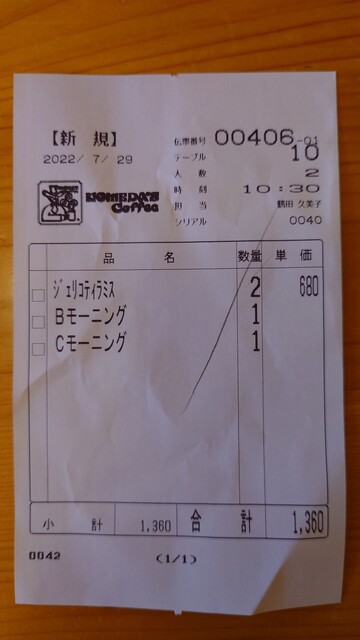 【新 規】
伝票番号 00406-01
2022/ 7/ 29
テーブル 10
人 数 2
時 刻 10:30
KOMEDA'S
Coffee
担 当 鶴田 久美子
シリアル 0040
品 名 数量 単 価
ジェリコティラミス 2 680
Bモーニング 1
Cモーニング 1
小 計 1,360 合 計 1,360
0042 (1/1)